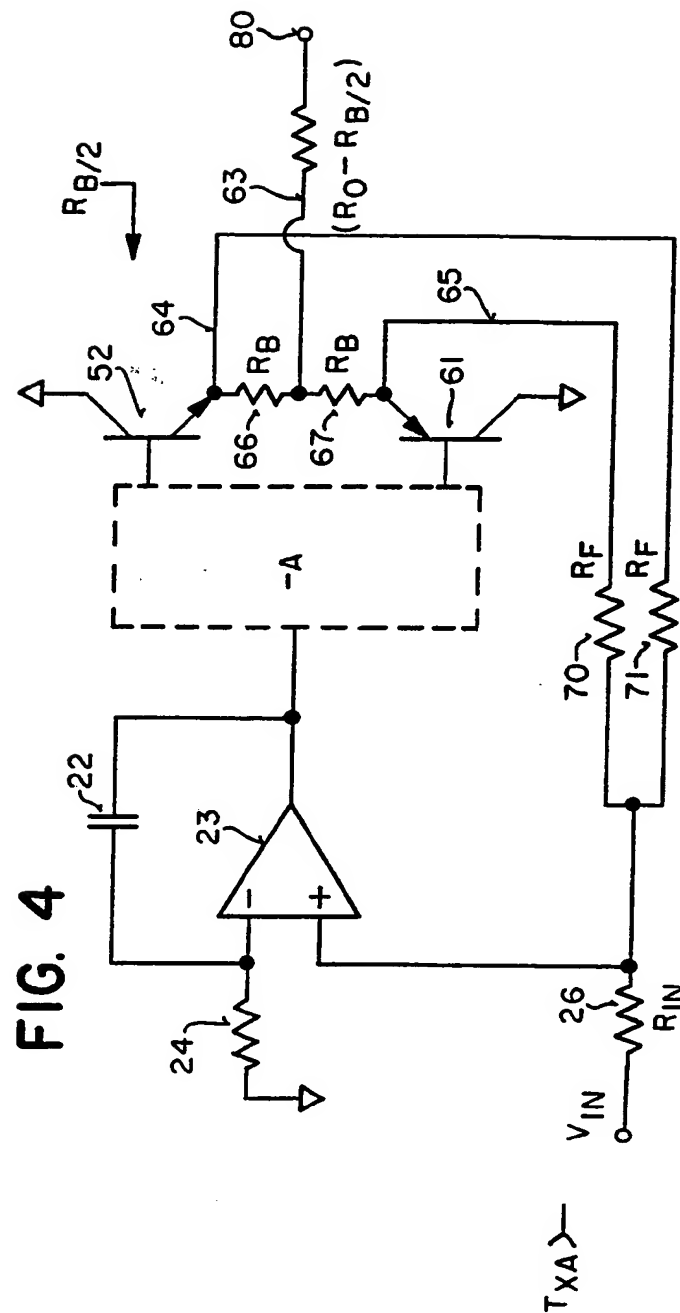 FIG. 4
22
23
24
-
+
26
R_IN
V_IN
T_XA
-A
52
64
R_B/2
80
63
(R_O - R_B/2)
R_B
66
R_B
67
65
61
70
R_F
71
R_F